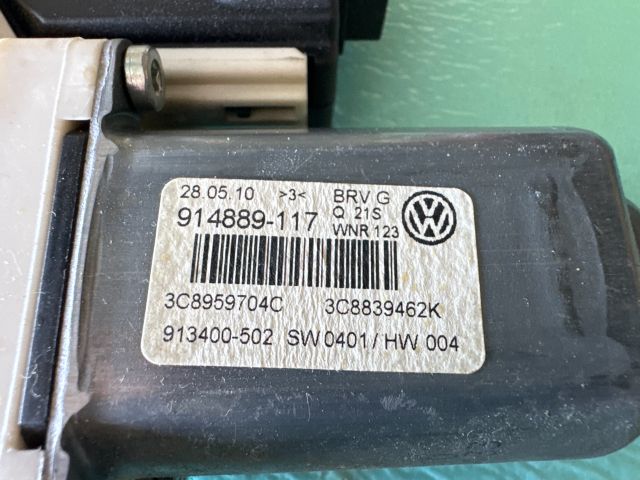 28.05.10 >3< BRV G
914889-117 Q 21S
WNR 123
3C8959704C 3C8839462K
913400-502 SW 0401 / HW 004